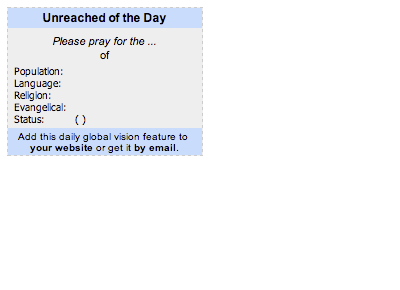 Unreached of the Day
Please pray for the ...
of
Population:
Language:
Religion:
Evangelical:
Status: ( )
Add this daily global vision feature to
your website or get it by email.